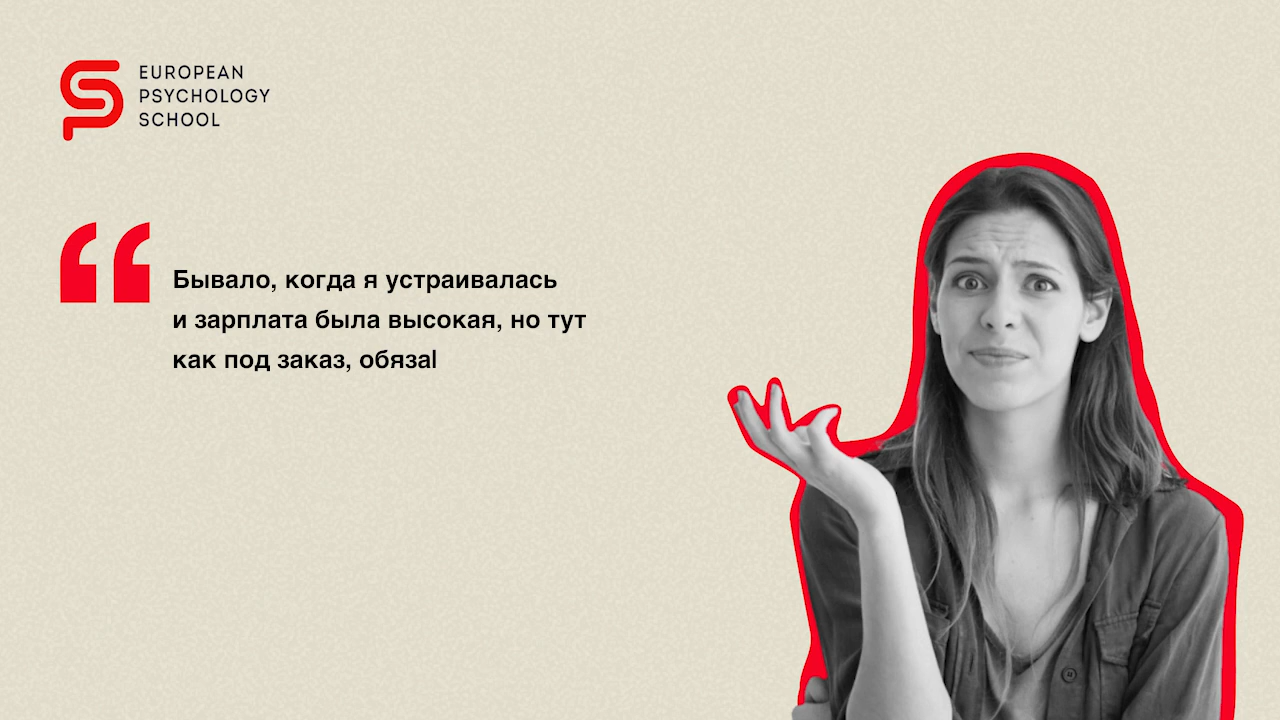 EUROPEAN
PSYCHOLOGY
SCHOOL
Бывало, когда я устраивалась
и зарплата была высокая, но тут
как под заказ, обяза